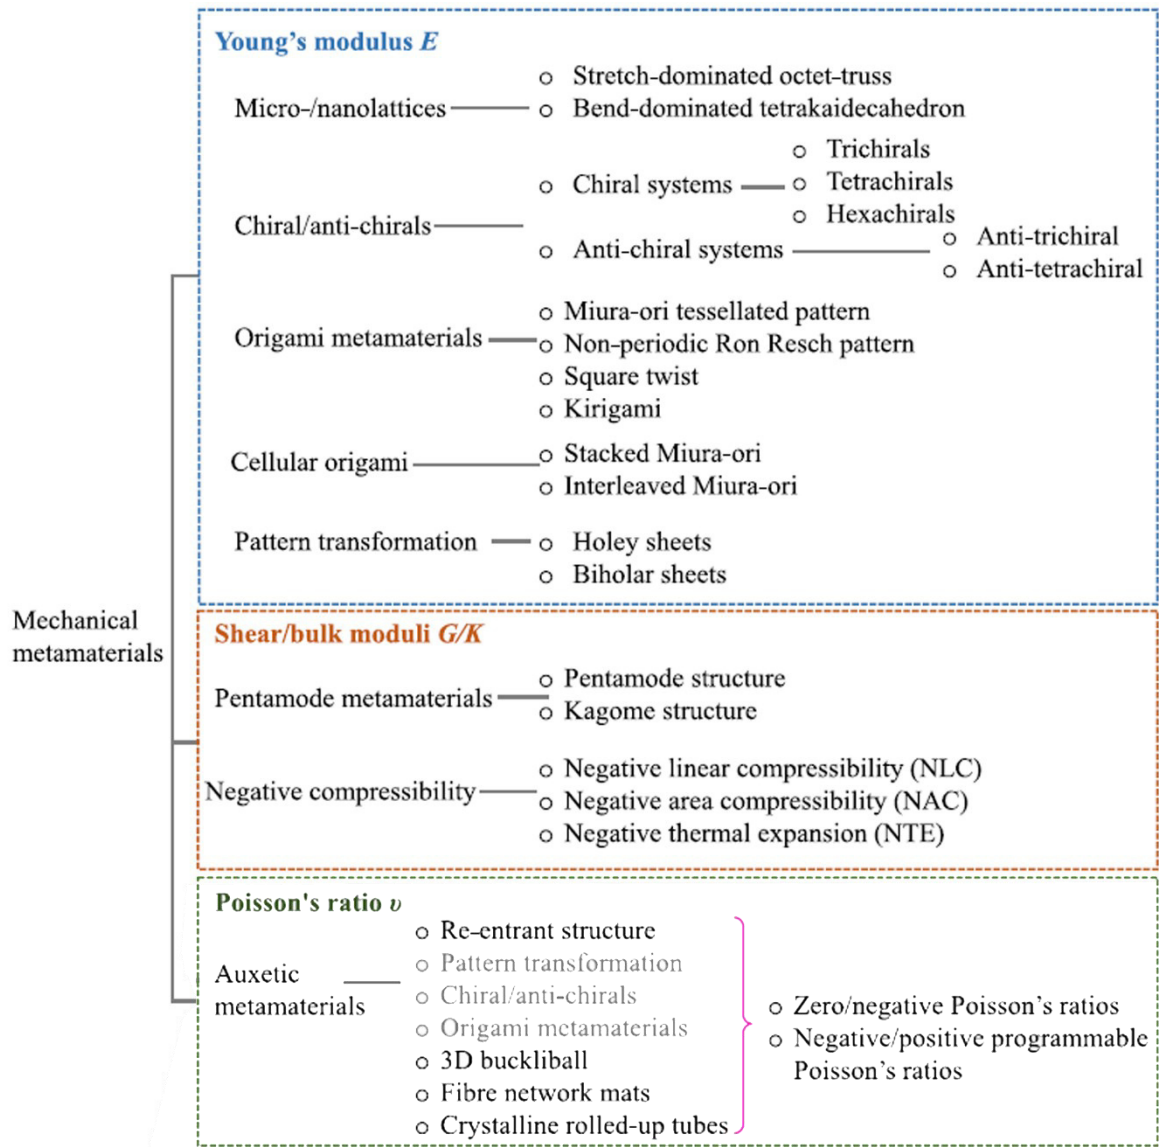 Young's modulus E
Micro-/nanolattices
○ Stretch-dominated octet-truss
○ Bend-dominated tetrakaidecahedron
Chiral/anti-chirals
○ Chiral systems
○ Trichirals
○ Tetrachirals
○ Hexachirals
○ Anti-chiral systems
○ Anti-trichiral
○ Anti-tetrachiral
Origami metamaterials
○ Miura-ori tessellated pattern
○ Non-periodic Ron Resch pattern
○ Square twist
○ Kirigami
Cellular origami
○ Stacked Miura-ori
○ Interleaved Miura-ori
Pattern transformation
○ Holey sheets
○ Biholar sheets
Mechanical
metamaterials
Shear/bulk moduli G/K
Pentamode metamaterials
○ Pentamode structure
○ Kagome structure
Negative compressibility
○ Negative linear compressibility (NLC)
○ Negative area compressibility (NAC)
○ Negative thermal expansion (NTE)
Poisson's ratio υ
Auxetic
metamaterials
○ Re-entrant structure
○ Pattern transformation
○ Chiral/anti-chirals
○ Origami metamaterials
○ 3D buckliball
○ Fibre network mats
○ Crystalline rolled-up tubes
○ Zero/negative Poisson's ratios
○ Negative/positive programmable
Poisson's ratios